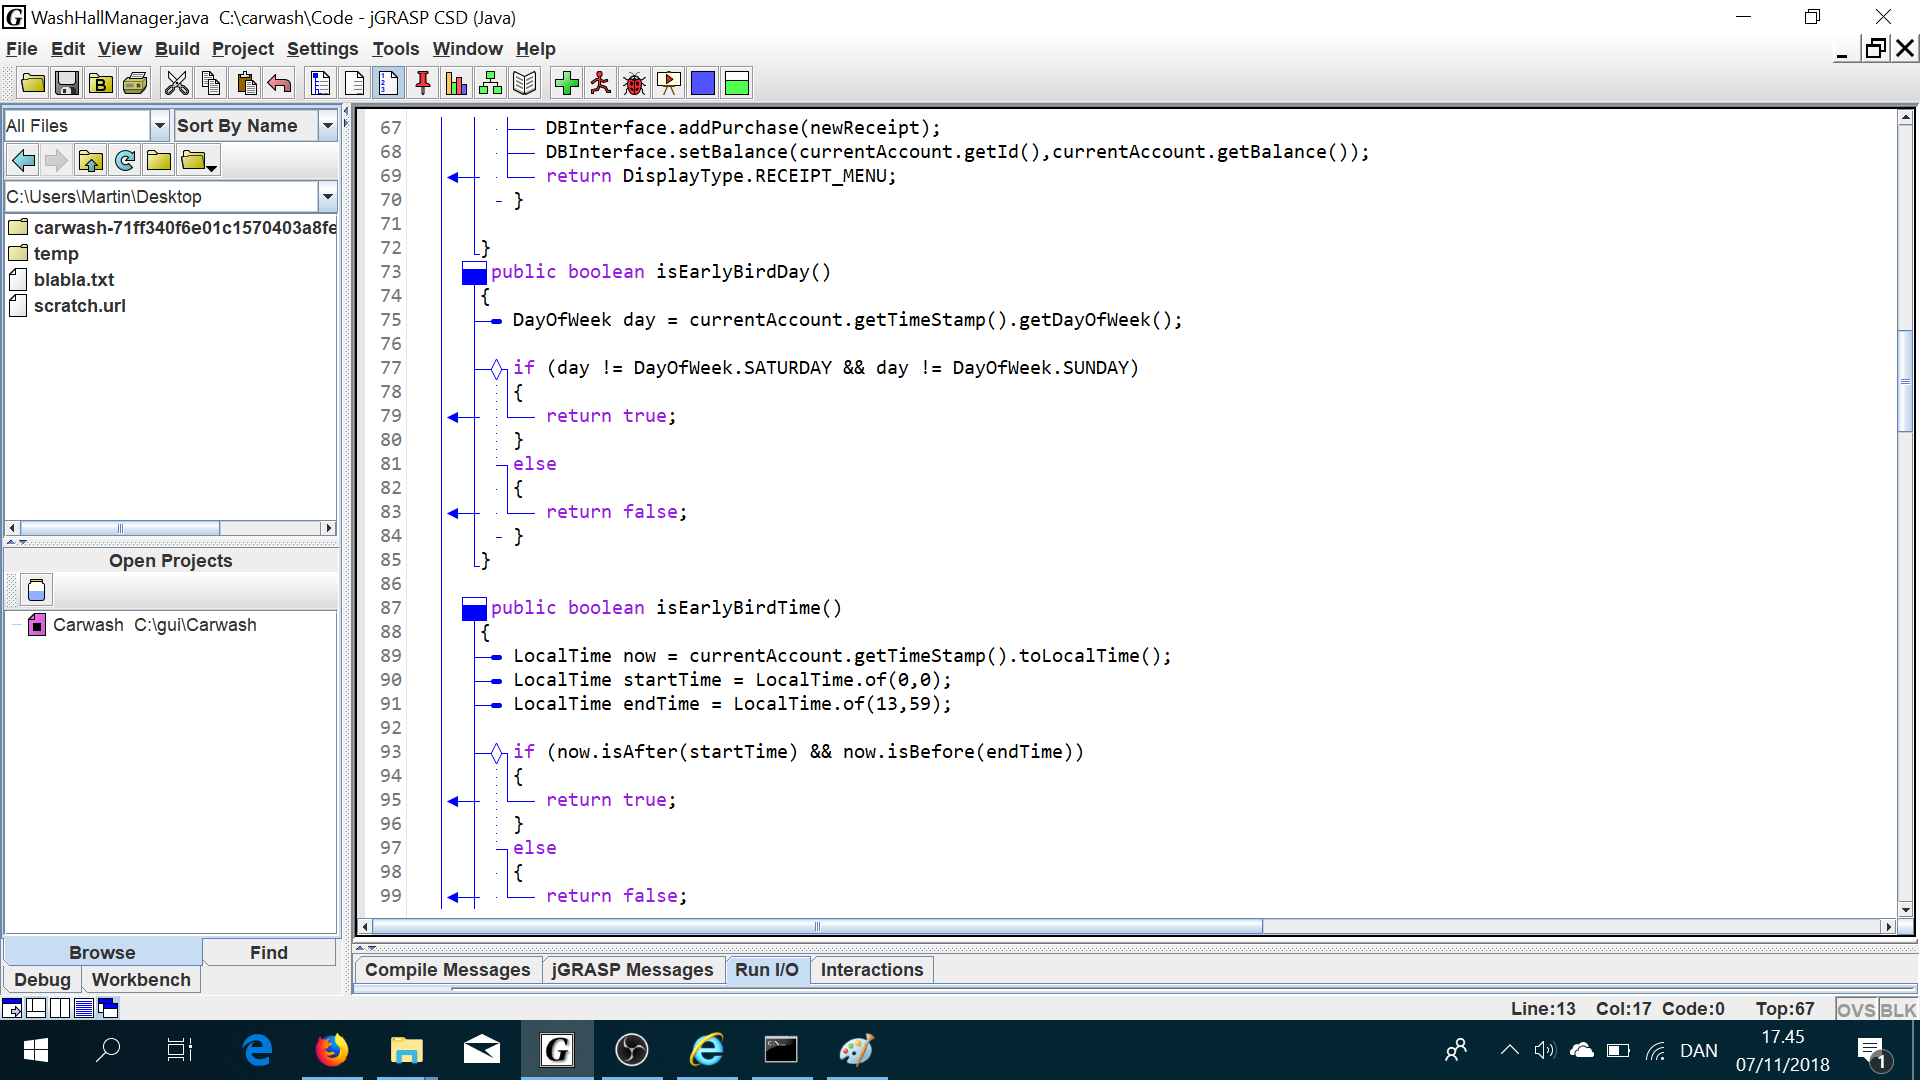 WashHallManager.java  C:\carwash\Code - jGRASP CSD (Java)
File Edit View Build Project Settings Tools Window Help
All Files Sort By Name
C:\Users\Martin\Desktop
carwash-71ff340f6e01c1570403a8fe
temp
blabla.txt
scratch.url
Open Projects
Carwash  C:\gui\Carwash
Browse Find
Debug Workbench
67 DBInterface.addPurchase(newReceipt);
68 DBInterface.setBalance(currentAccount.getId(),currentAccount.getBalance());
69 return DisplayType.RECEIPT_MENU;
70 }
71
72 }
73 public boolean isEarlyBirdDay()
74 {
75 DayOfWeek day = currentAccount.getTimeStamp().getDayOfWeek();
76
77 if (day != DayOfWeek.SATURDAY && day != DayOfWeek.SUNDAY)
78 {
79 return true;
80 }
81 else
82 {
83 return false;
84 }
85 }
86
87 public boolean isEarlyBirdTime()
88 {
89 LocalTime now = currentAccount.getTimeStamp().toLocalTime();
90 LocalTime startTime = LocalTime.of(0,0);
91 LocalTime endTime = LocalTime.of(13,59);
92
93 if (now.isAfter(startTime) && now.isBefore(endTime))
94 {
95 return true;
96 }
97 else
98 {
99 return false;
Compile Messages jGRASP Messages Run I/O Interactions
Line:13 Col:17 Code:0 Top:67 OVS BLK
DAN 17.45
07/11/2018 1